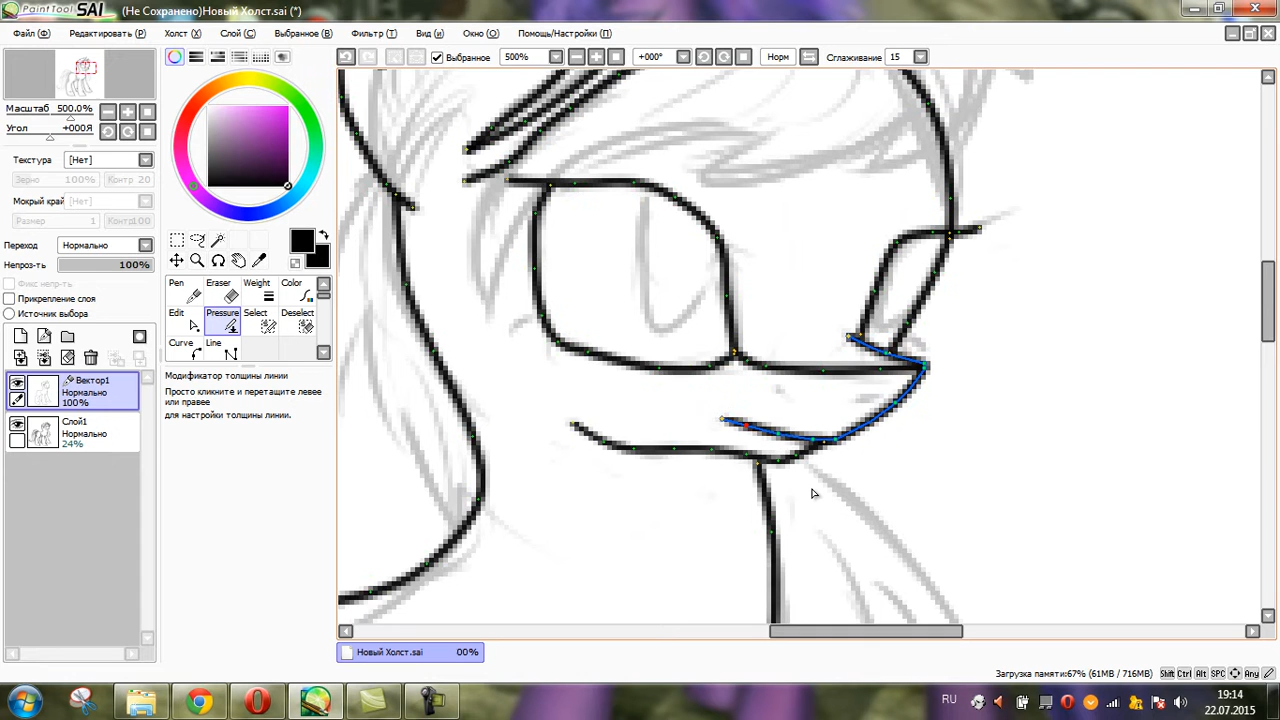 PaintTool SAI (Не Сохранено)Новый Холст.sai (*)
Файл (Ф) Редактировать (Р) Холст (Х) Слой (С) Выбранное (В) Фильтр (Т) Вид (И) Окно (О) Помощь/Настройки (П)
Выбранное 500% +000° Норм Сглаживание 15
Масштаб 500.0%
Угол +000Я
Текстура [Нет]
Зерно 100% Контр 20
Мокрый край [Нет]
Размер 1 Контр100
Переход Нормально
Непроз-ть 100%
Фикс непр-ть
Прикрепление слоя
Источник выбора
Pen Eraser Weight Color
Edit Pressure Select Deselect
Curve Line
Модификатор толщины линии
Просто кликните и перетащите левее или правее
для настройки толщины линии.
Вектор1
Нормально
100%
Слой1
Нормально
24%
Новый Холст.sai 00%
Загрузка памяти:67% (61MB / 716MB) Shift Ctrl Alt SPC Any
RU
19:14
22.07.2015